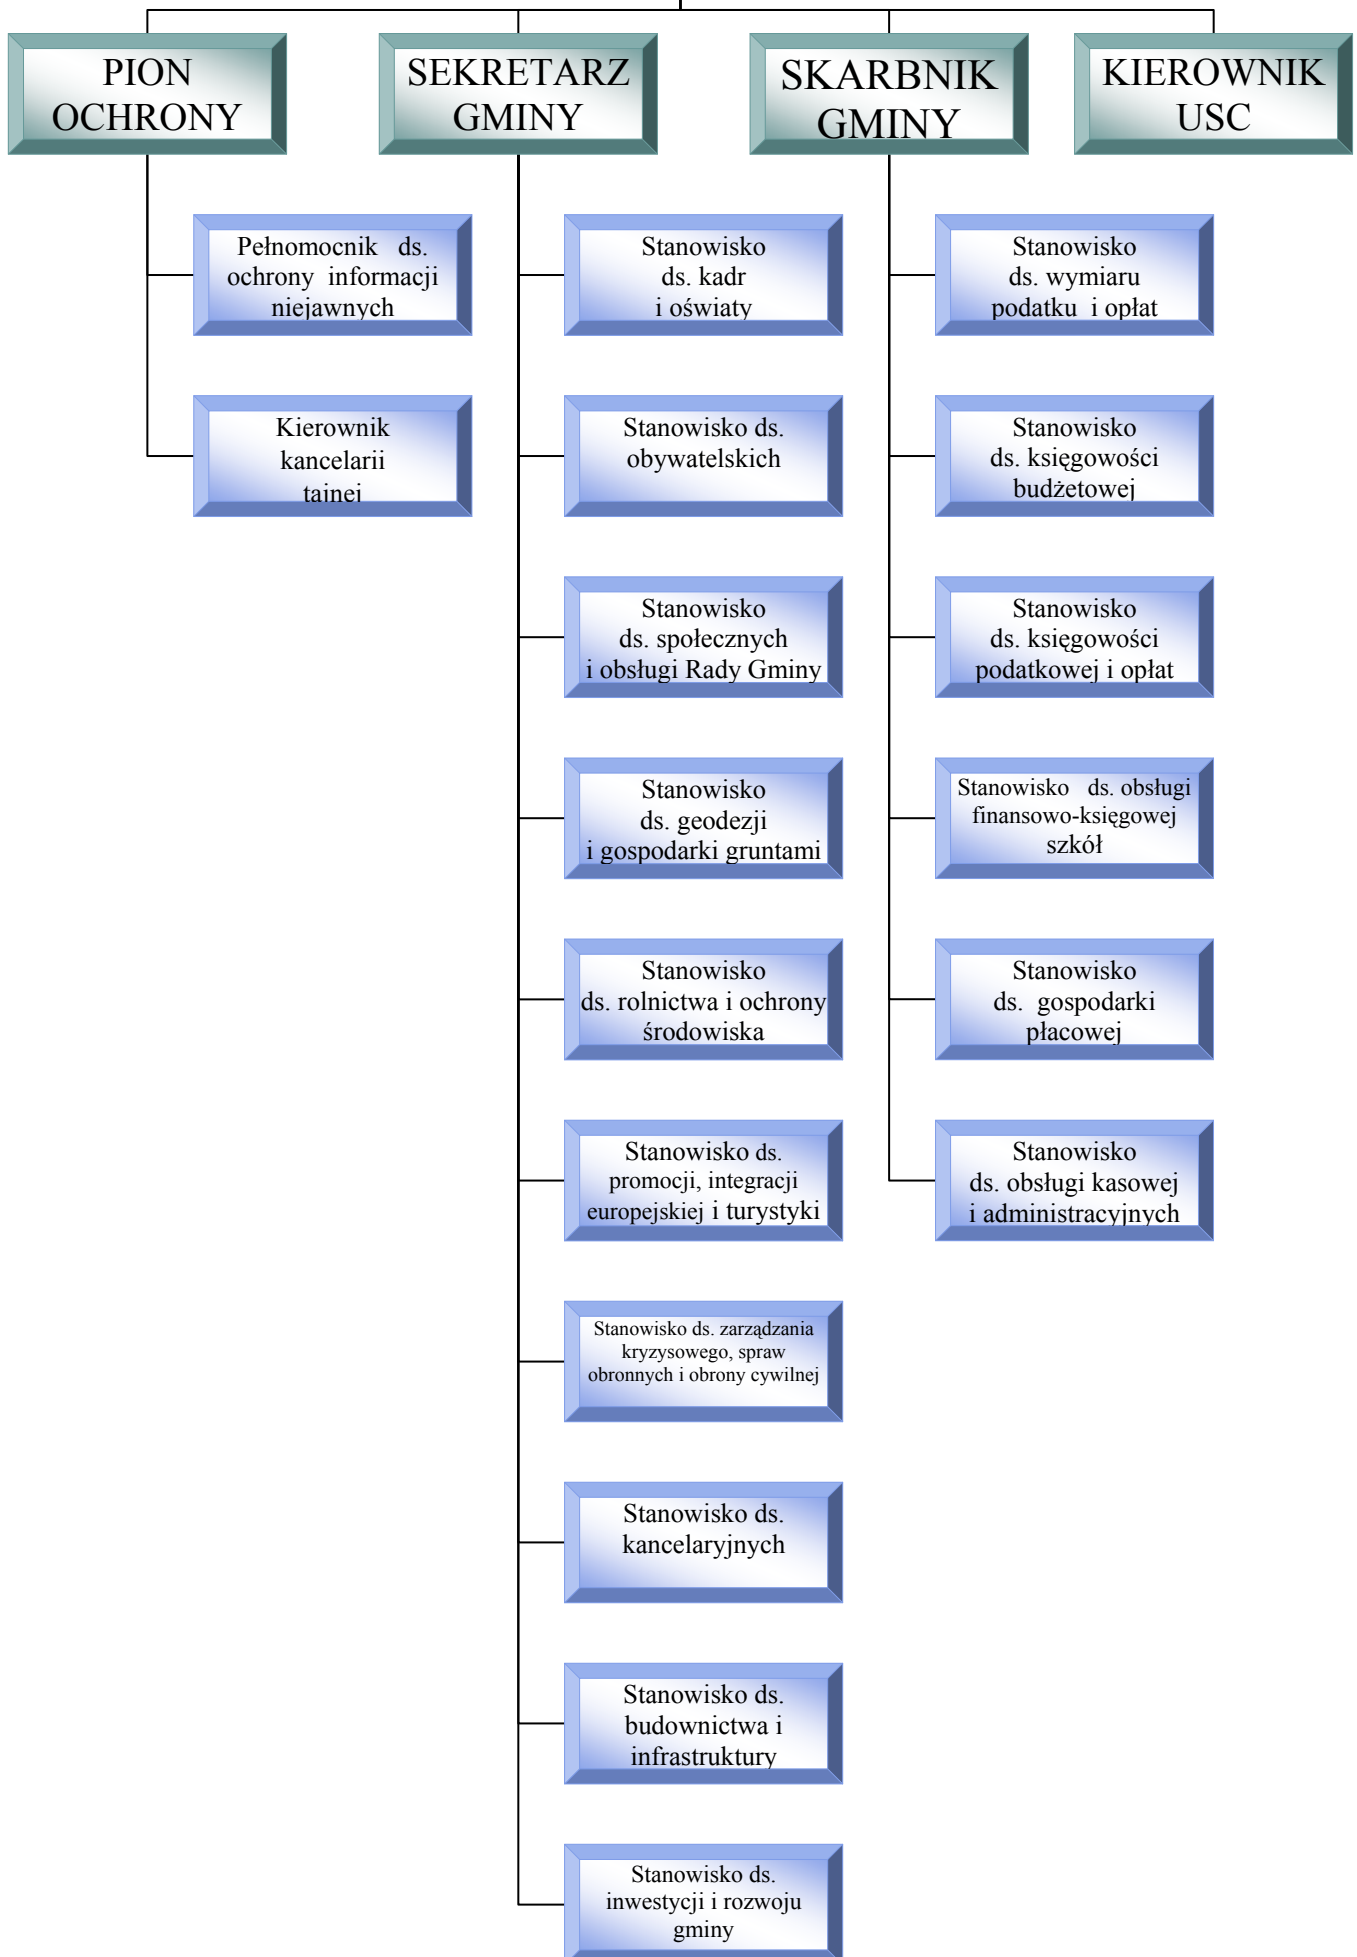 PION
OCHRONY
SEKRETARZ
GMINY
SKARBNIK
GMINY
KIEROWNIK
USC
Pełnomocnik ds.
ochrony informacji
niejawnych
Kierownik
kancelarii
tajnej
Stanowisko
ds. kadr
i oświaty
Stanowisko ds.
obywatelskich
Stanowisko
ds. społecznych
i obsługi Rady Gminy
Stanowisko
ds. geodezji
i gospodarki gruntami
Stanowisko
ds. rolnictwa i ochrony
środowiska
Stanowisko ds.
promocji, integracji
europejskiej i turystyki
Stanowisko ds. zarządzania
kryzysowego, spraw
obronnych i obrony cywilnej
Stanowisko ds.
kancelaryjnych
Stanowisko ds.
budownictwa i
infrastruktury
Stanowisko ds.
inwestycji i rozwoju
gminy
Stanowisko
ds. wymiaru
podatku i opłat
Stanowisko
ds. księgowości
budżetowej
Stanowisko
ds. księgowości
podatkowej i opłat
Stanowisko ds. obsługi
finansowo-księgowej
szkół
Stanowisko
ds. gospodarki
płacowej
Stanowisko
ds. obsługi kasowej
i administracyjnych